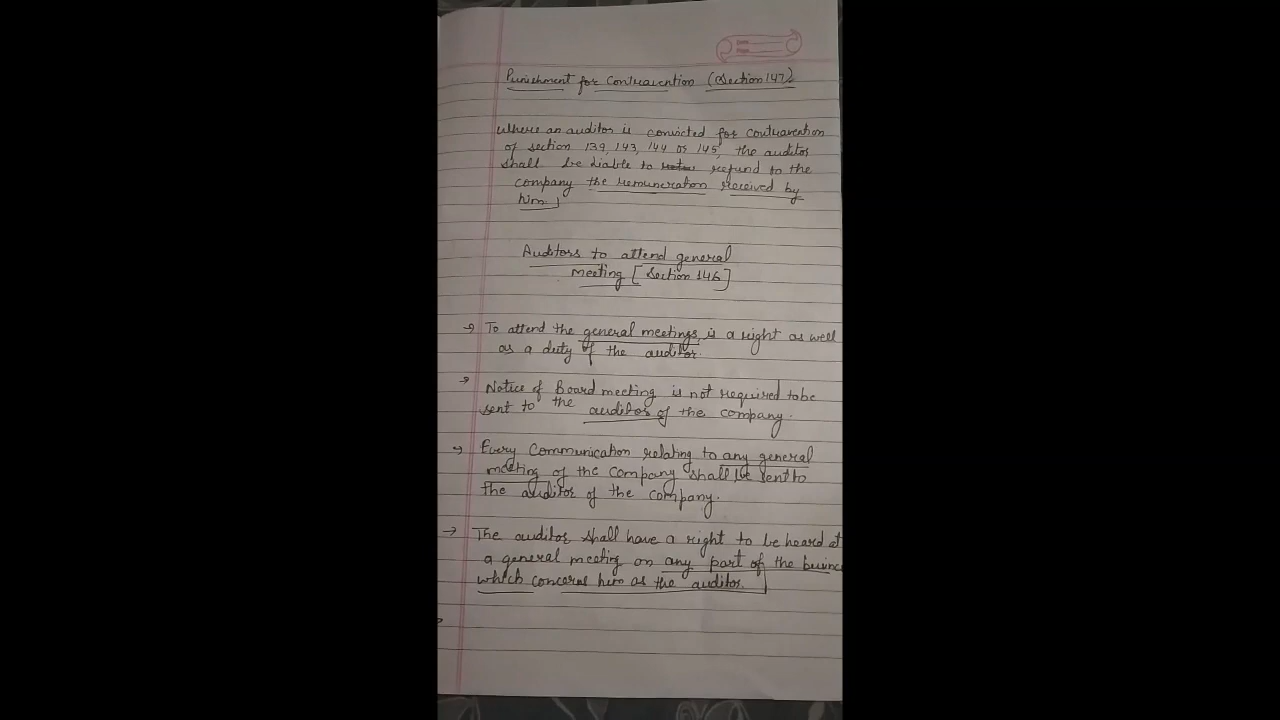 Punishment for Contravention (Section 147).
Where an auditor is convicted for contravention
of section 139, 143, 144 or 145, the auditor
shall be liable to refund to the
company the remuneration received by
him.
Auditors to attend general
meeting [Section 146]
→ To attend the general meetings, is a right as well
as a duty of the auditor.
→ Notice of Board meeting is not required to be
sent to the auditor of the company.
→ Every Communication relating to any general
meeting of the company shall be sent to
the auditor of the company.
→ The auditor shall have a right to be heard at
a general meeting on any part of the
which concerns him as the auditor.